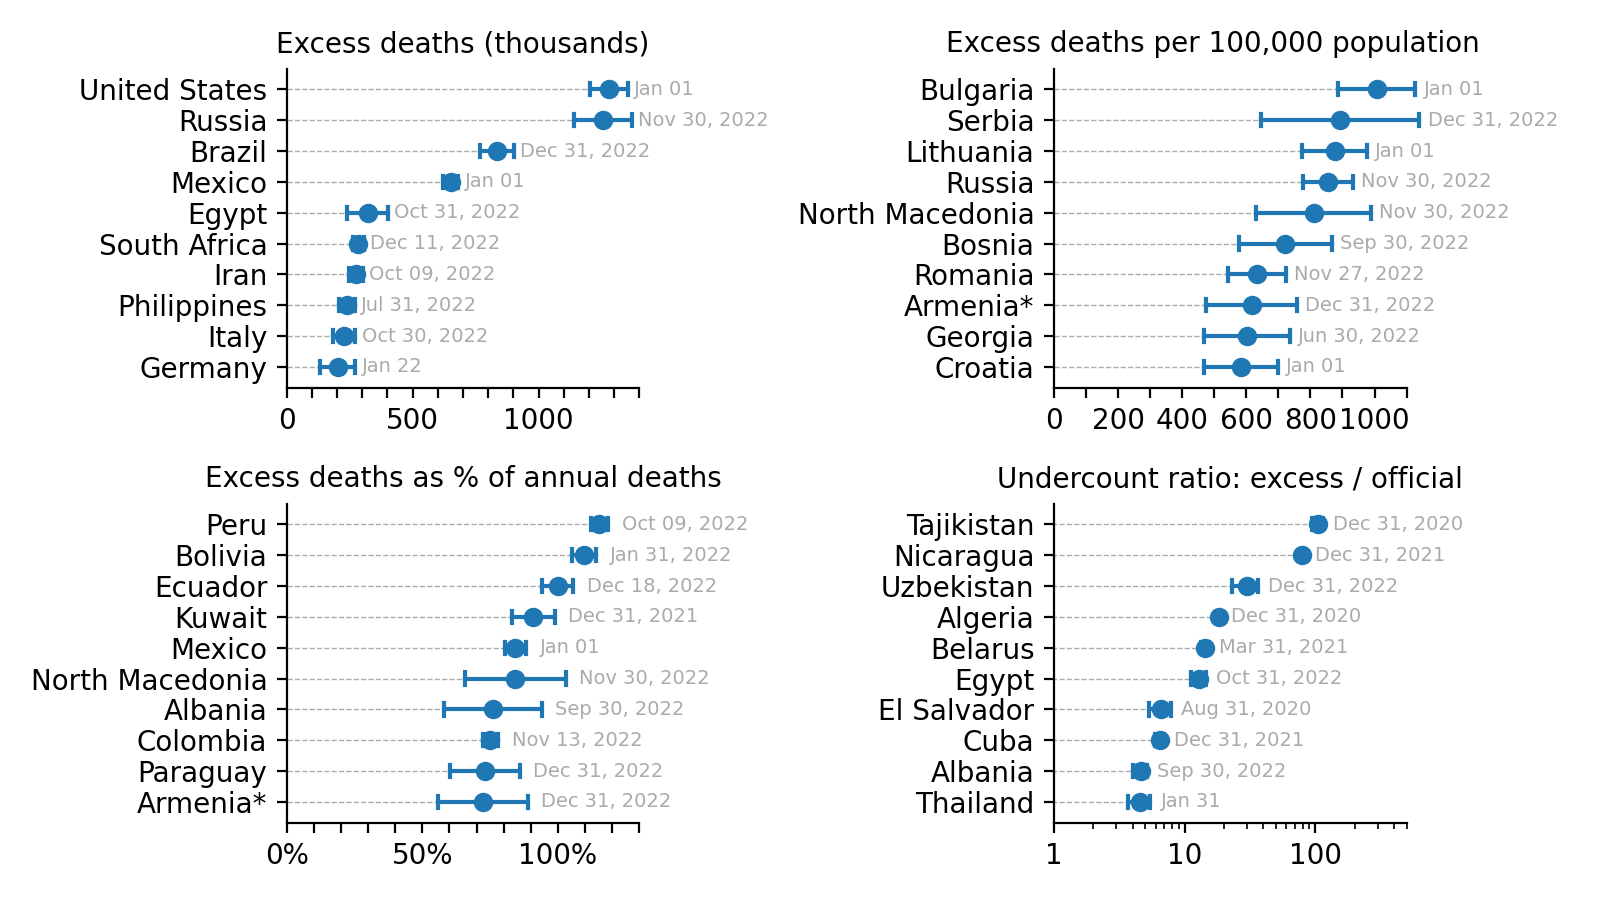 Excess deaths (thousands)
United States Jan 01
Russia Nov 30, 2022
Brazil Dec 31, 2022
Mexico Jan 01
Egypt Oct 31, 2022
South Africa Dec 11, 2022
Iran Oct 09, 2022
Philippines Jul 31, 2022
Italy Oct 30, 2022
Germany Jan 22
0 500 1000
Excess deaths per 100,000 population
Bulgaria Jan 01
Serbia Dec 31, 2022
Lithuania Jan 01
Russia Nov 30, 2022
North Macedonia Nov 30, 2022
Bosnia Sep 30, 2022
Romania Nov 27, 2022
Armenia* Dec 31, 2022
Georgia Jun 30, 2022
Croatia Jan 01
0 200 400 600 800 1000
Excess deaths as % of annual deaths
Peru Oct 09, 2022
Bolivia Jan 31, 2022
Ecuador Dec 18, 2022
Kuwait Dec 31, 2021
Mexico Jan 01
North Macedonia Nov 30, 2022
Albania Sep 30, 2022
Colombia Nov 13, 2022
Paraguay Dec 31, 2022
Armenia* Dec 31, 2022
0% 50% 100%
Undercount ratio: excess / official
Tajikistan Dec 31, 2020
Nicaragua Dec 31, 2021
Uzbekistan Dec 31, 2022
Algeria Dec 31, 2020
Belarus Mar 31, 2021
Egypt Oct 31, 2022
El Salvador Aug 31, 2020
Cuba Dec 31, 2021
Albania Sep 30, 2022
Thailand Jan 31
1 10 100